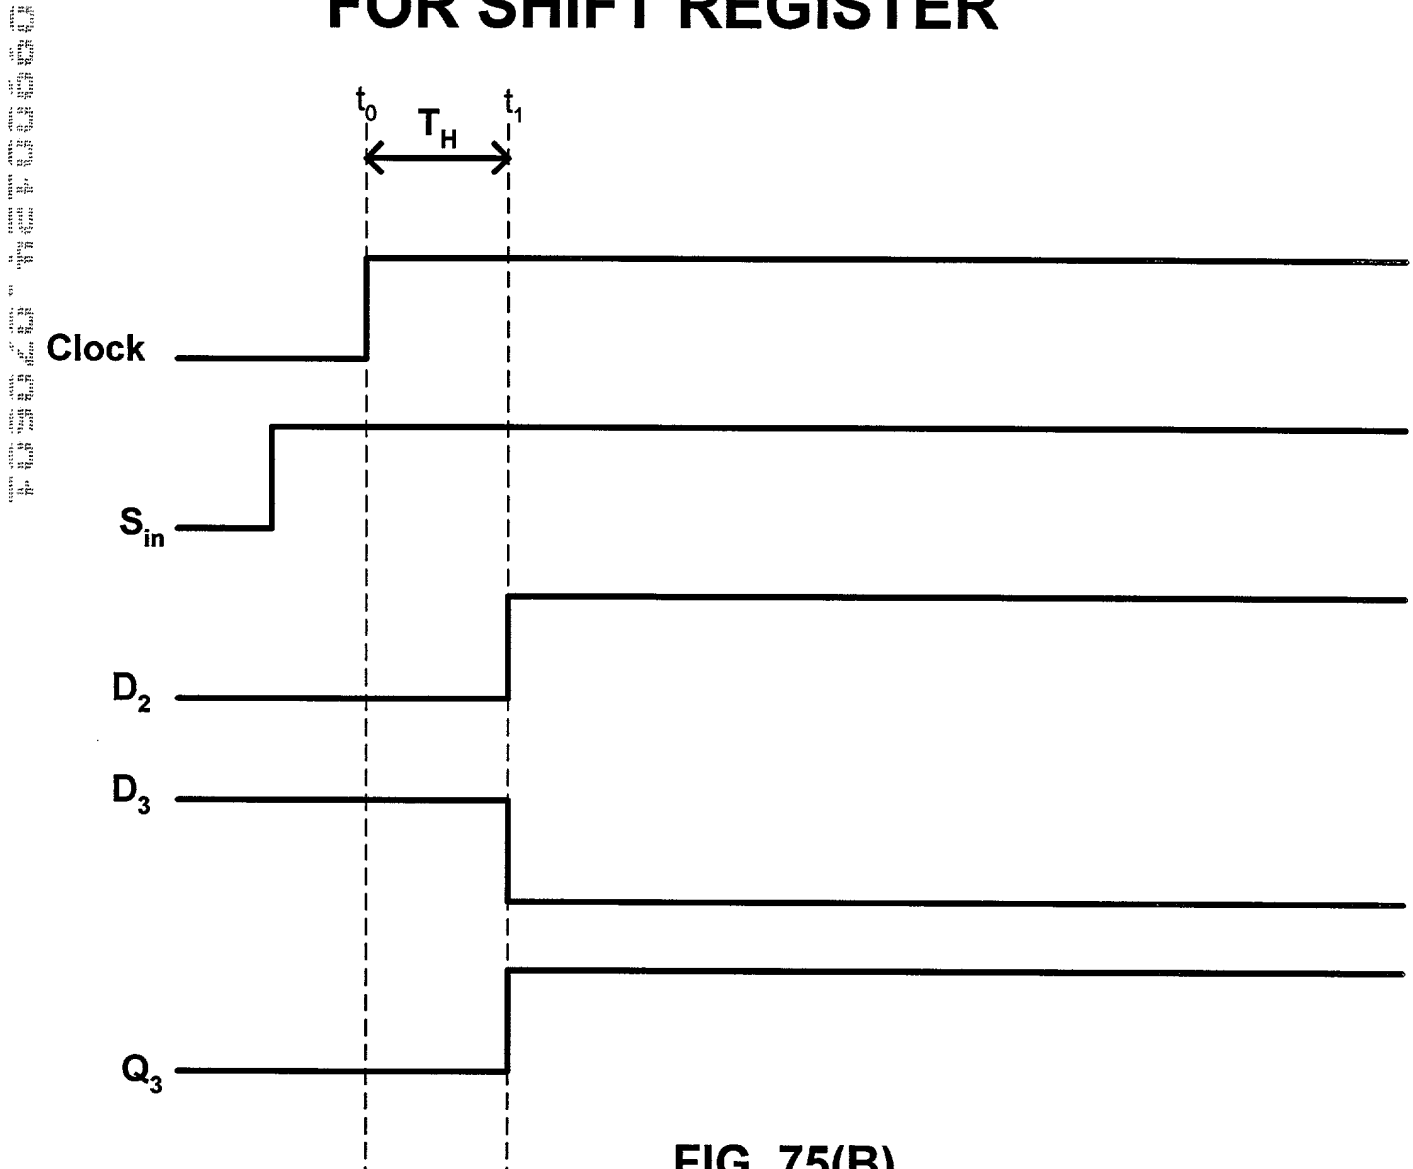 FOR SHIFT REGISTER
t0
TH
t1
Clock
Sin
D2
D3
Q3
FIG. 75(B)